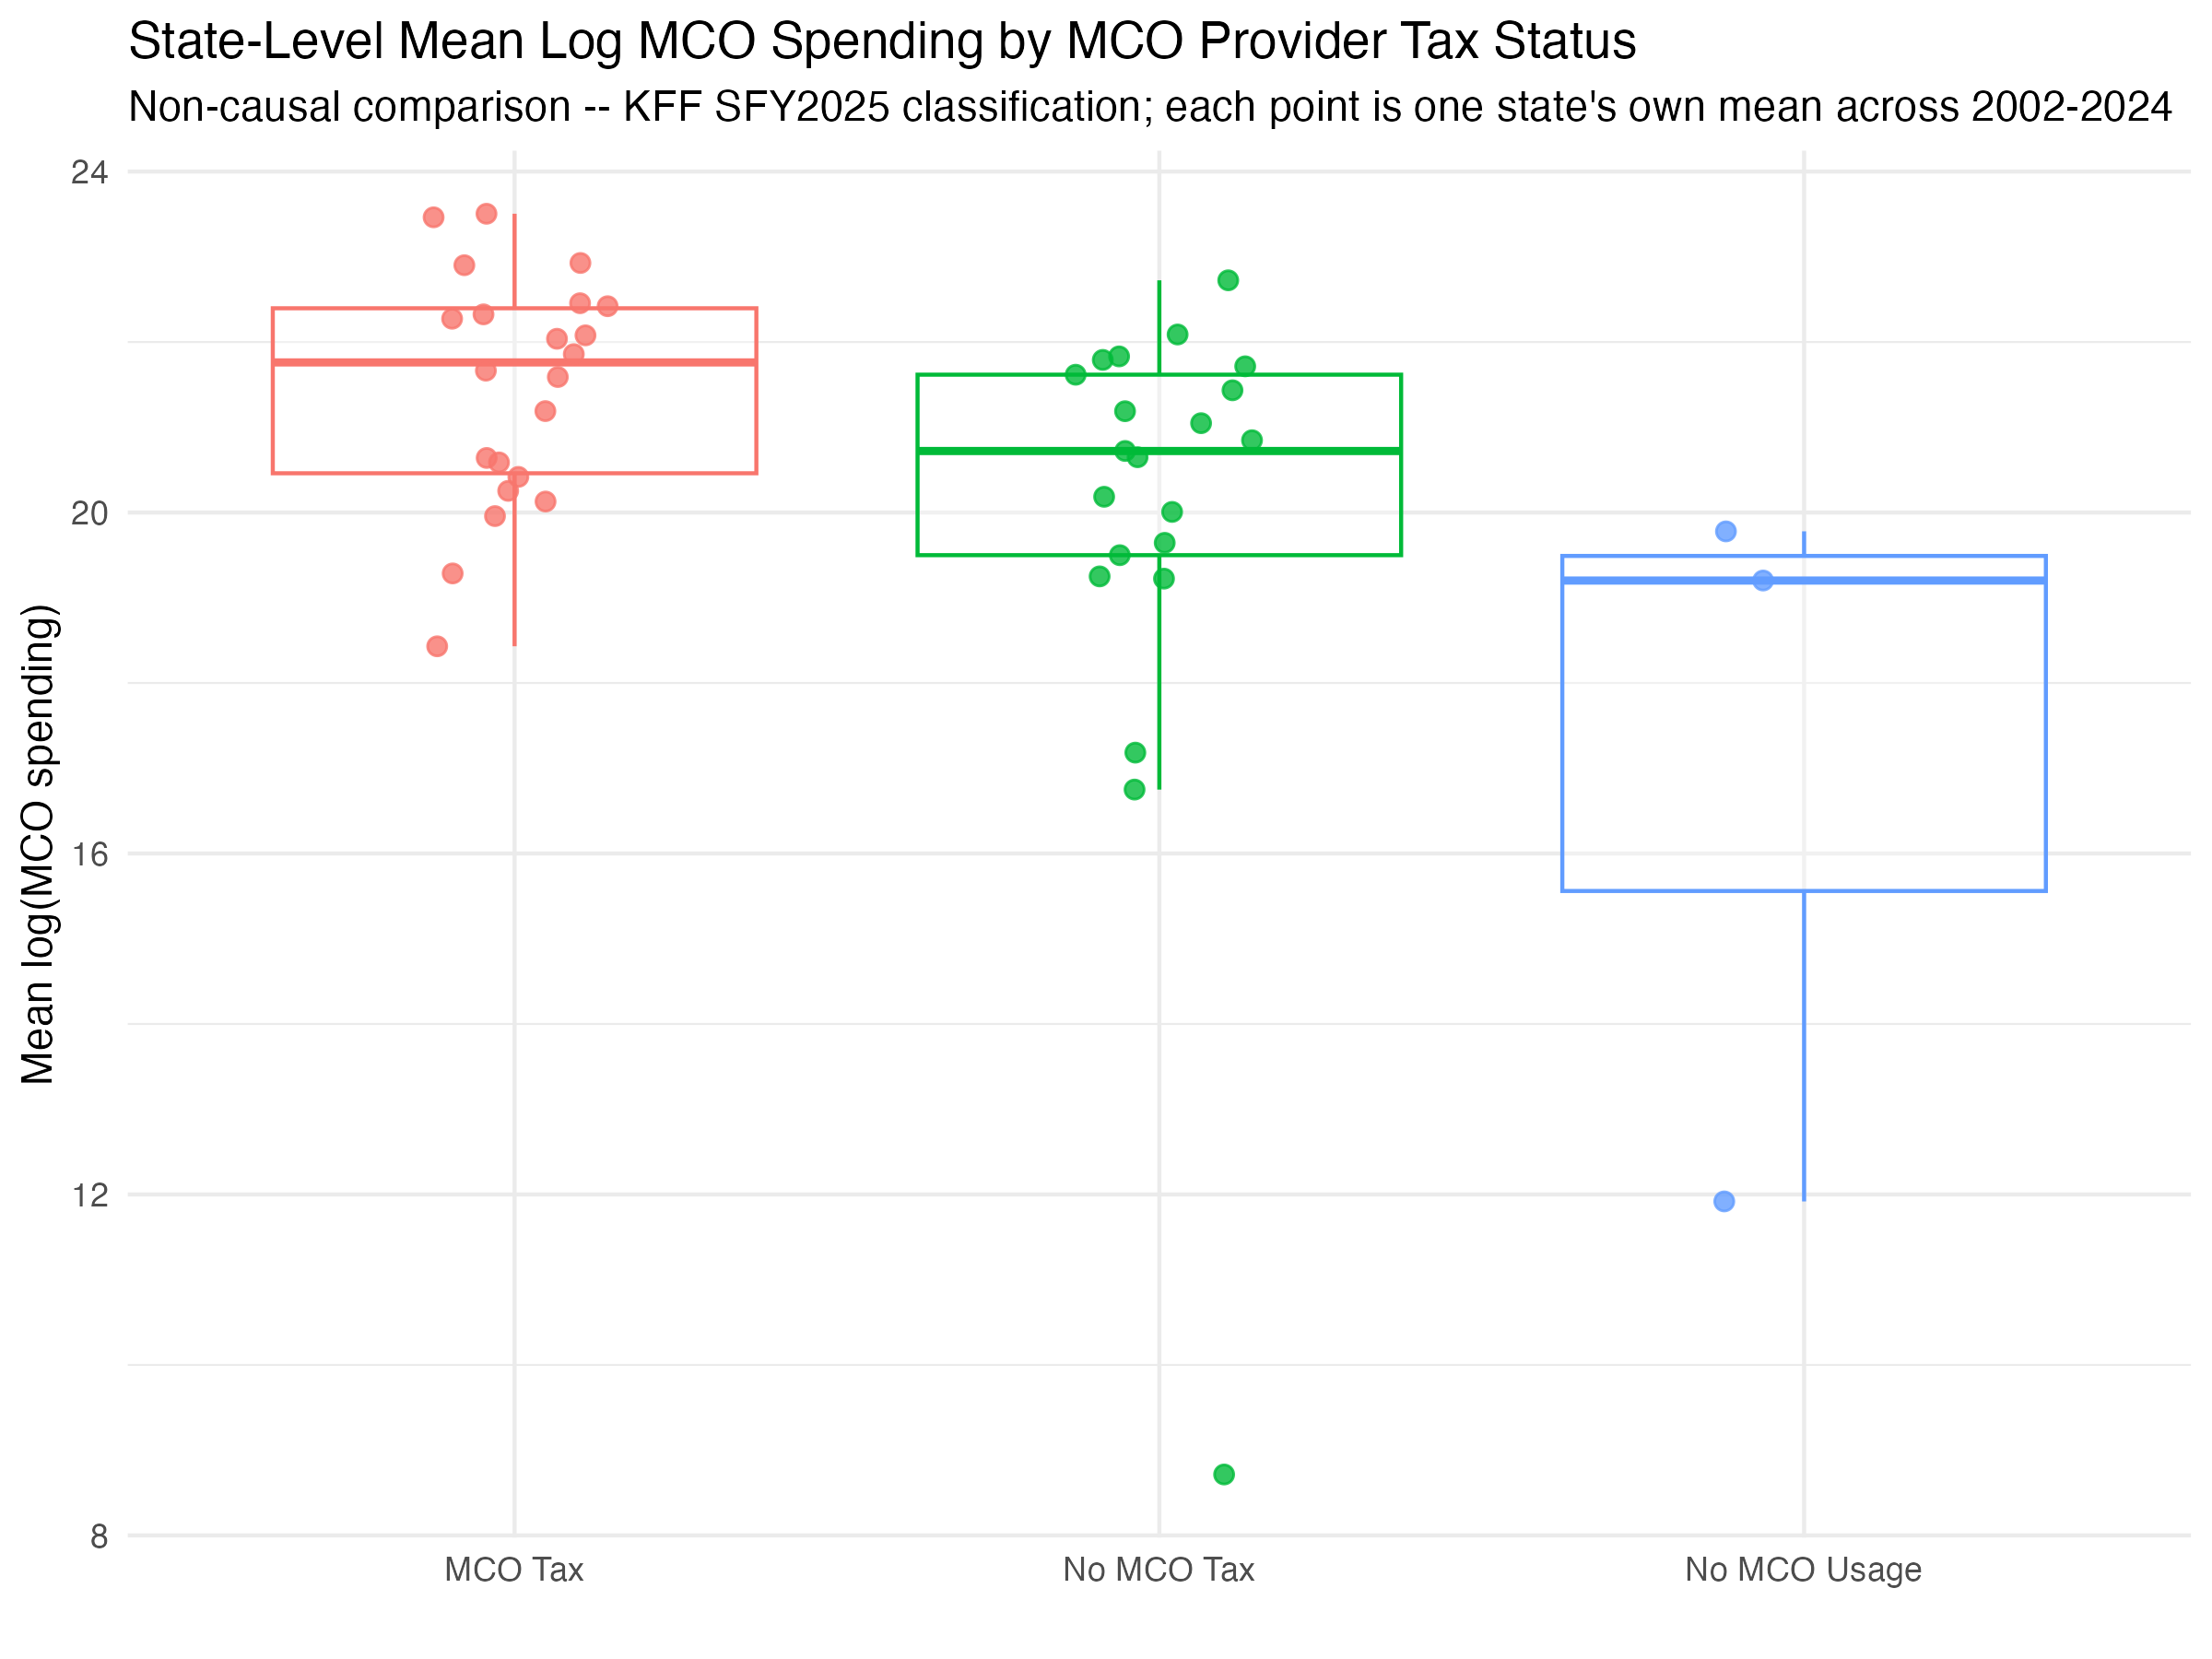 State-Level Mean Log MCO Spending by MCO Provider Tax Status
Non-causal comparison -- KFF SFY2025 classification; each point is one state's own mean across 2002-2024
Mean log(MCO spending)
24
20
16
12
8
MCO Tax
No MCO Tax
No MCO Usage